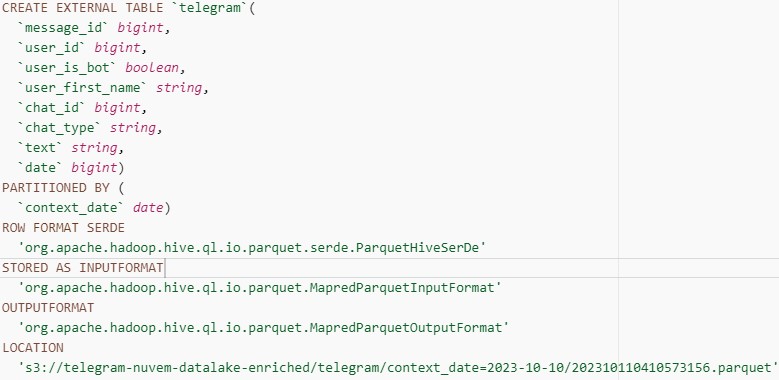 CREATE EXTERNAL TABLE `telegram`(
  `message_id` bigint,
  `user_id` bigint,
  `user_is_bot` boolean,
  `user_first_name` string,
  `chat_id` bigint,
  `chat_type` string,
  `text` string,
  `date` bigint)
PARTITIONED BY (
  `context_date` date)
ROW FORMAT SERDE
  'org.apache.hadoop.hive.ql.io.parquet.serde.ParquetHiveSerDe'
STORED AS INPUTFORMAT
  'org.apache.hadoop.hive.ql.io.parquet.MapredParquetInputFormat'
OUTPUTFORMAT
  'org.apache.hadoop.hive.ql.io.parquet.MapredParquetOutputFormat'
LOCATION
  's3://telegram-nuvem-datalake-enriched/telegram/context_date=2023-10-10/202310110410573156.parquet'